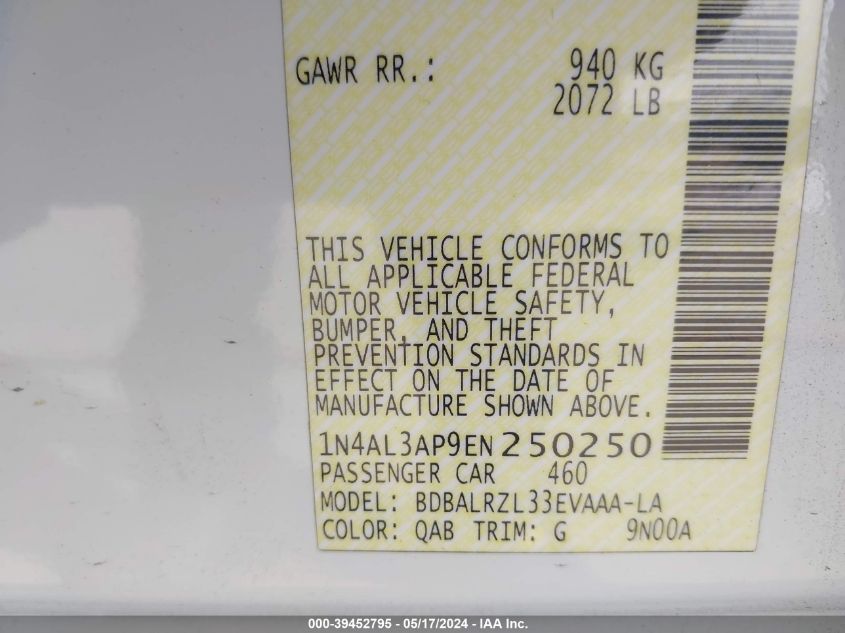 GAWR RR.: 940 KG
2072 LB
THIS VEHICLE CONFORMS TO
ALL APPLICABLE FEDERAL
MOTOR VEHICLE SAFETY,
BUMPER, AND THEFT
PREVENTION STANDARDS IN
EFFECT ON THE DATE OF
MANUFACTURE SHOWN ABOVE.
1N4AL3AP9EN250250
PASSENGER CAR 460
MODEL: BDBALRZL33EVAAA-LA
COLOR: QAB TRIM: G 9N00A
000-39452795 - 05/17/2024 - IAA Inc.